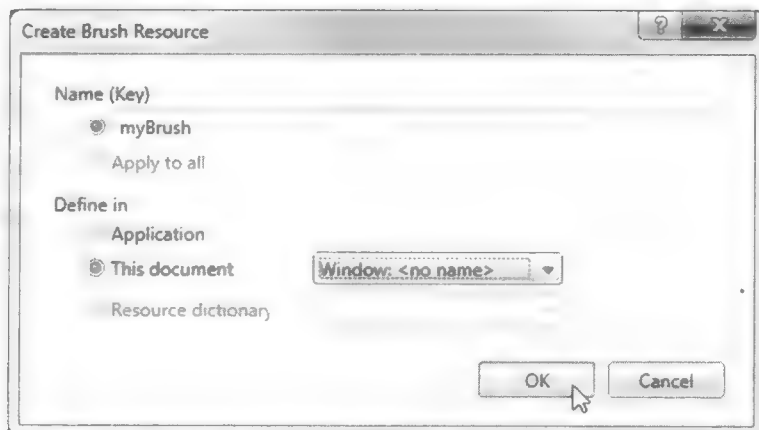 Create Brush Resource
Name (Key)
myBrush
Apply to all
Define in
Application
This document Window: <no name>
Resource dictionary
OK Cancel